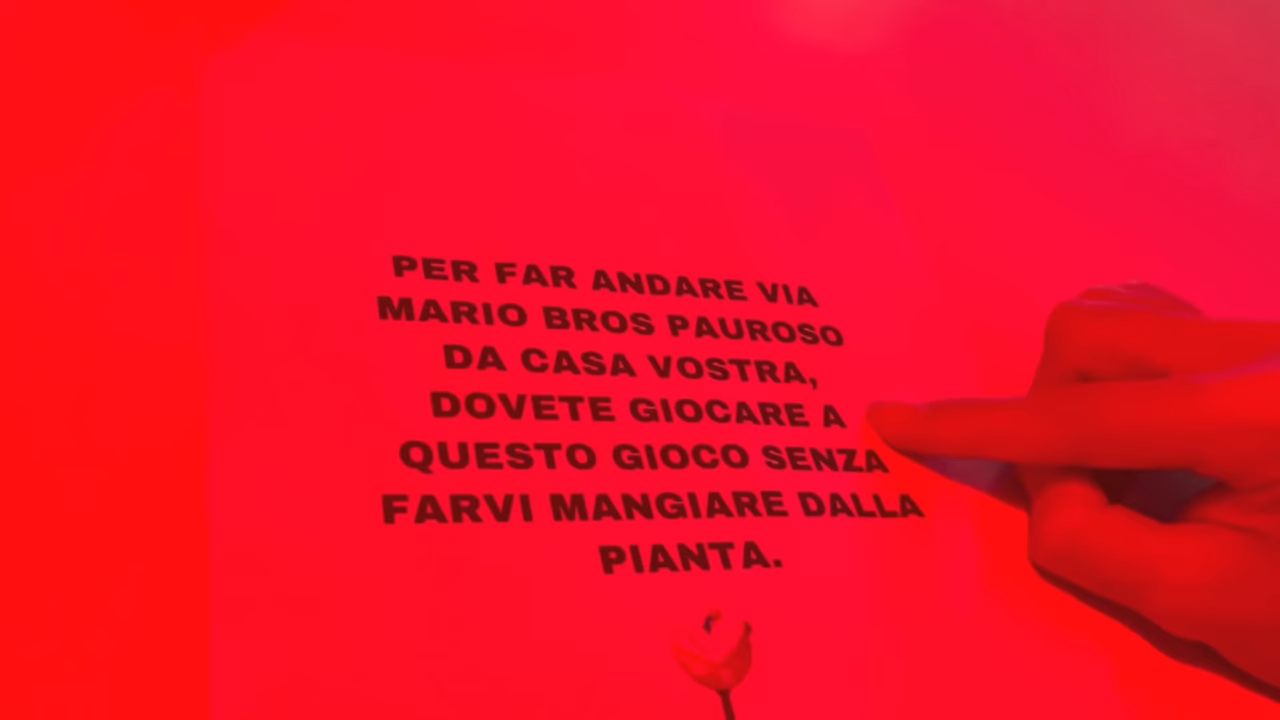 PER FAR ANDARE VIA
MARIO BROS PAUROSO
DA CASA VOSTRA,
DOVETE GIOCARE A
QUESTO GIOCO SENZA
FARVI MANGIARE DALLA
PIANTA.